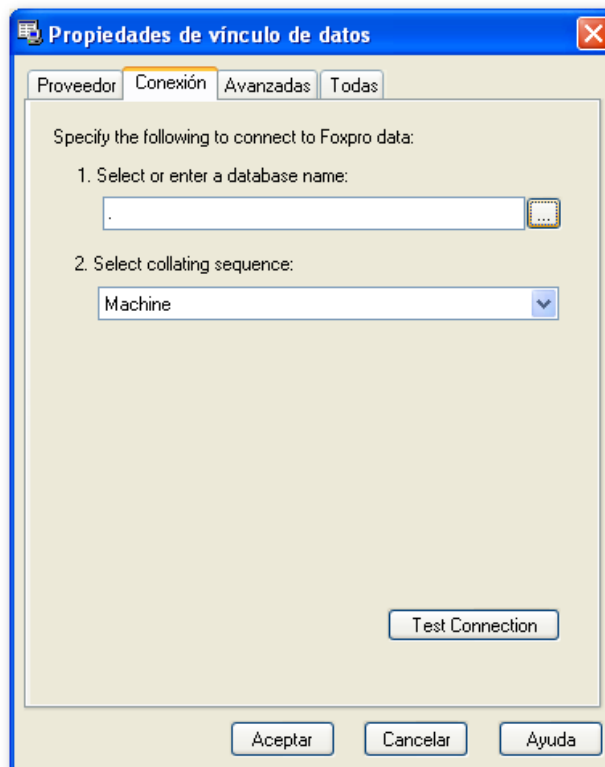 Propiedades de vínculo de datos
Proveedor Conexión Avanzadas Todas
Specify the following to connect to Foxpro data:
1. Select or enter a database name:
. ...
2. Select collating sequence:
Machine
Test Connection
Aceptar Cancelar Ayuda